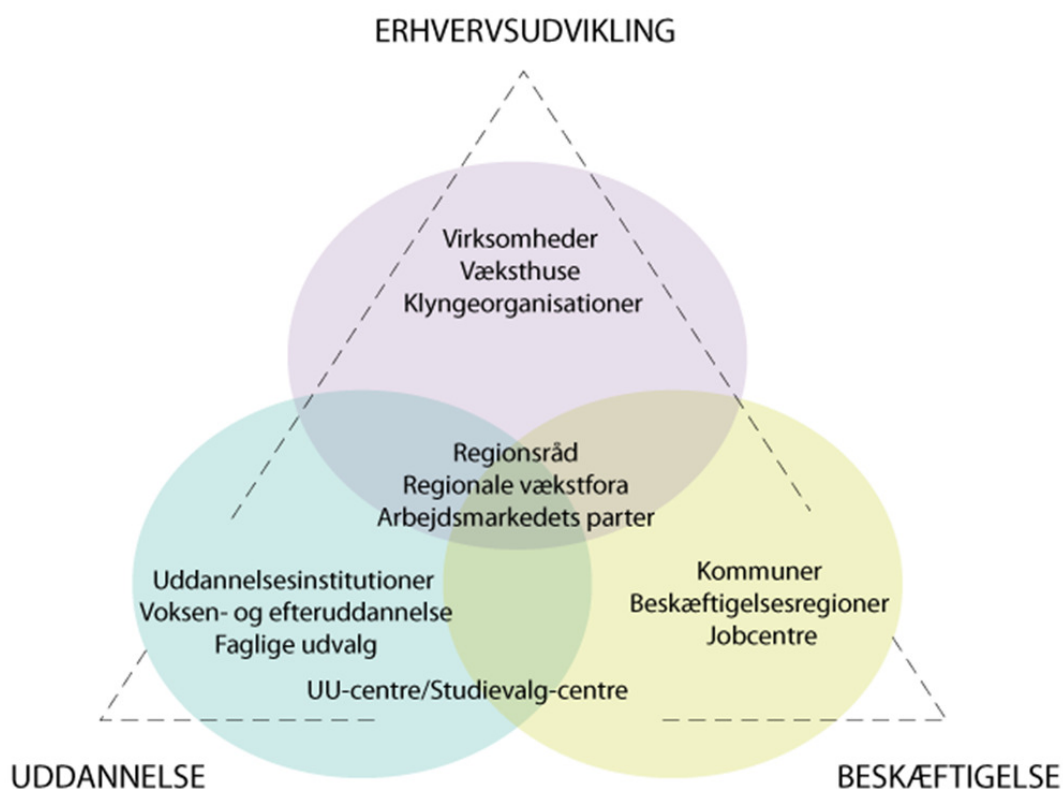 ERHVERVSUDVIKLING
Virksomheder
Væksthuse
Klyngeorganisationer
Regionsråd
Regionale vækstfora
Arbejdsmarkedets parter
Uddannelsesinstitutioner
Voksen- og efteruddannelse
Faglige udvalg
Kommuner
Beskæftigelsesregioner
Jobcentre
UU-centre/Studievalg-centre
UDDANNELSE
BESKÆFTIGELSE